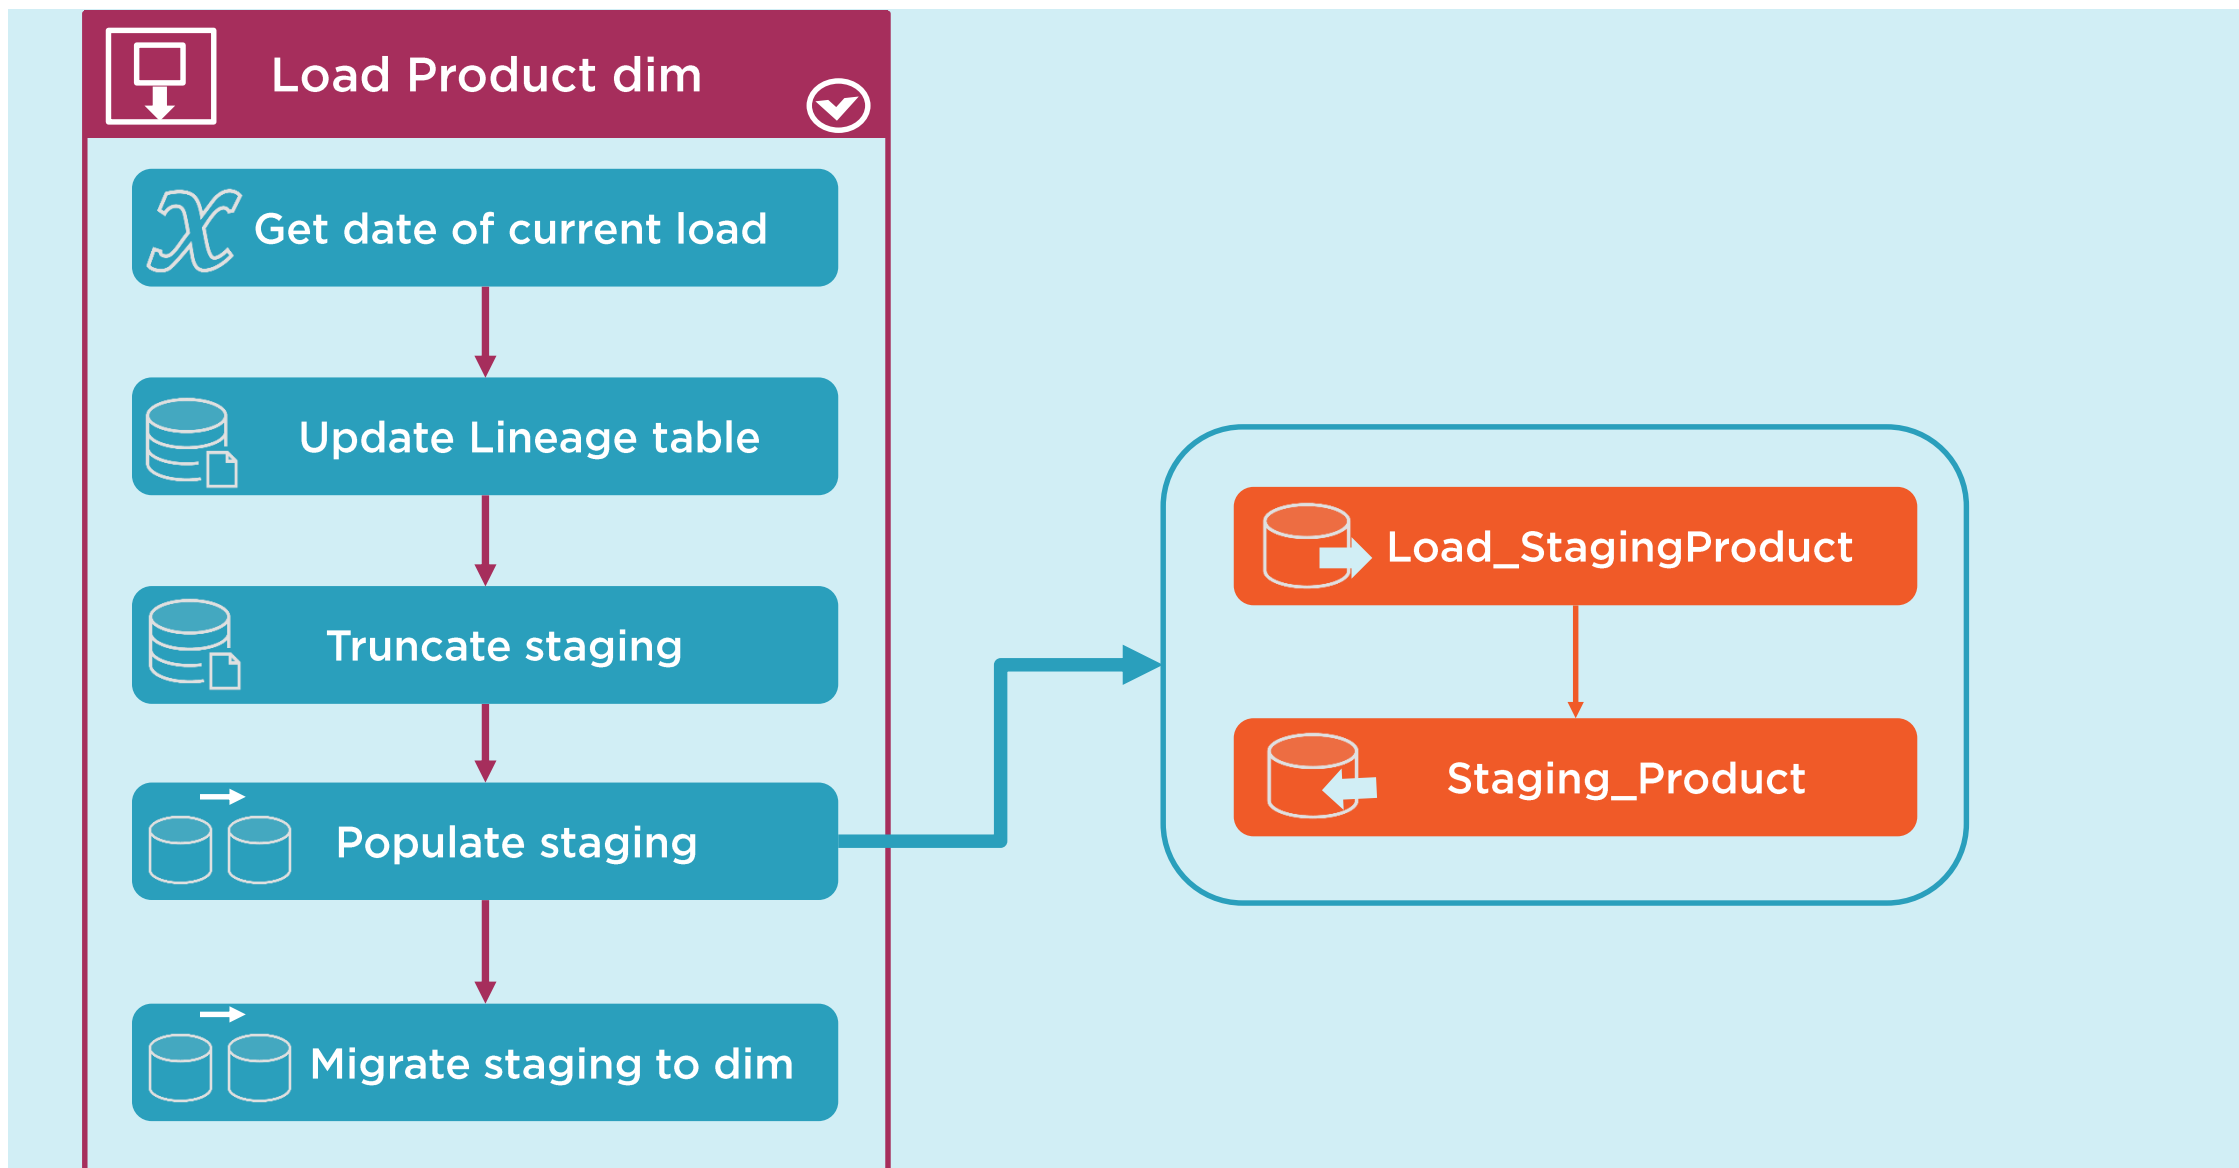 Load Product dim
Get date of current load
Update Lineage table
Truncate staging
Populate staging
Migrate staging to dim
Load_StagingProduct
Staging_Product